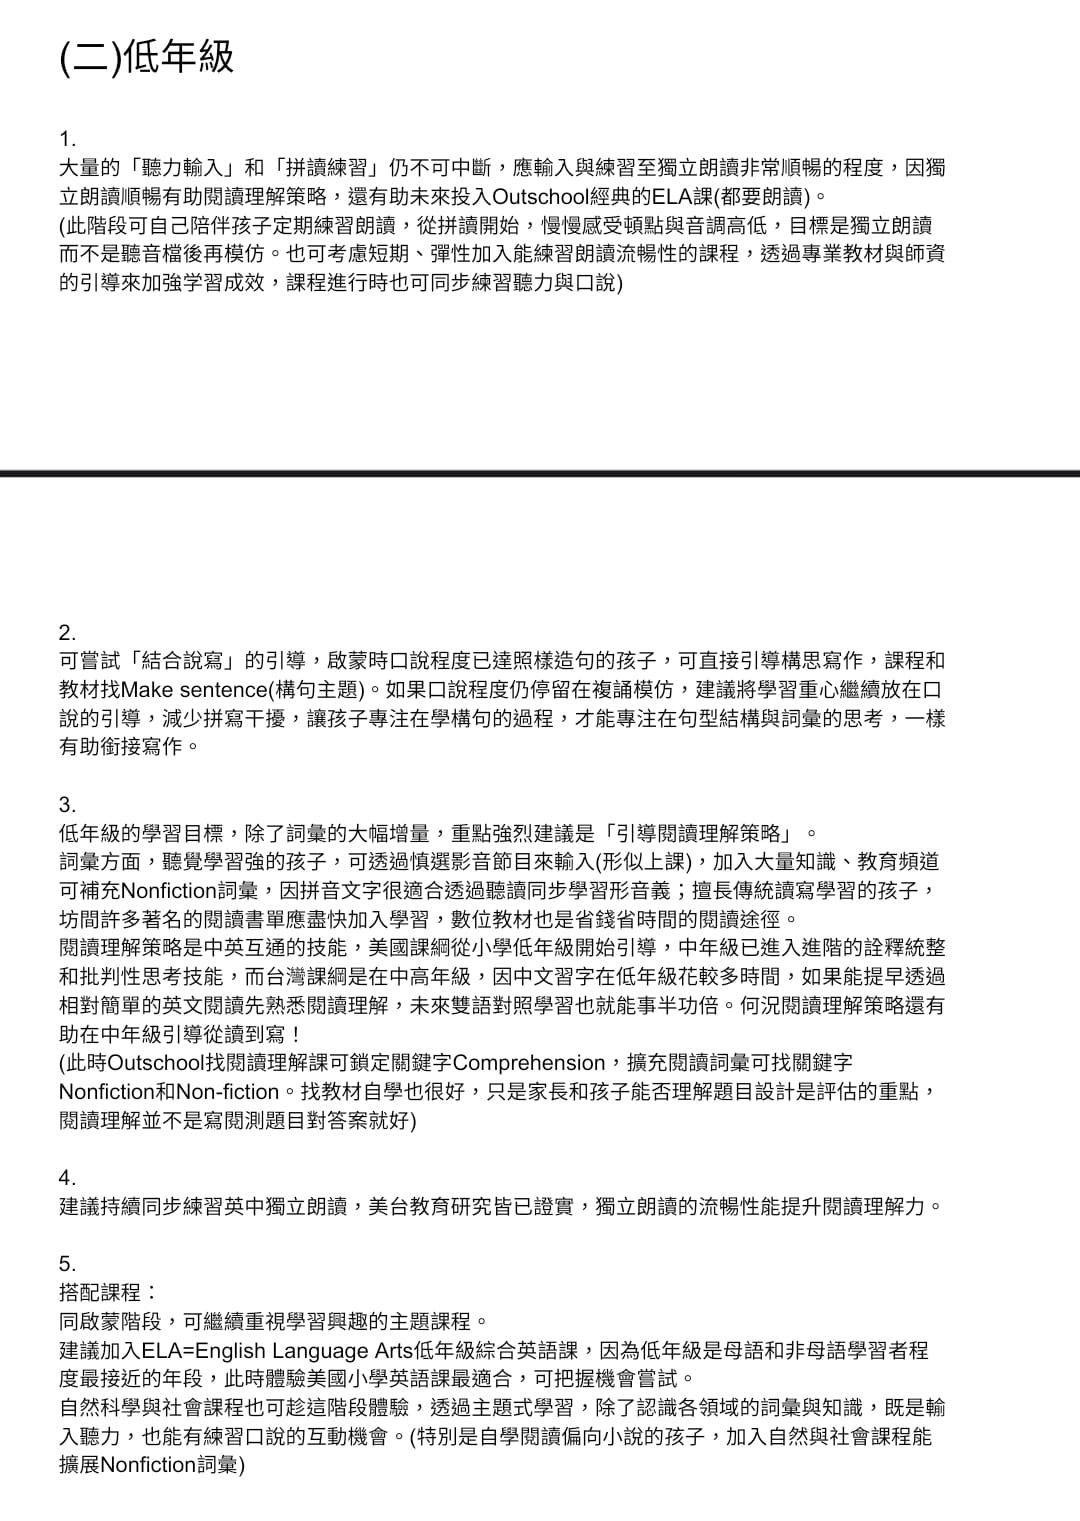 (二)低年級
1.
大量的「聽力輸入」和「拼讀練習」仍不可中斷，應輸入與練習至獨立朗讀非常順暢的程度，因獨
立朗讀順暢有助閱讀理解策略，還有助未來投入Outschool經典的ELA課(都要朗讀)。
(此階段可自己陪伴孩子定期練習朗讀，從拼讀開始，慢慢感受頓點與音調高低，目標是獨立朗讀
而不是聽音檔後再模仿。也可考慮短期、彈性加入能練習朗讀流暢性的課程，透過專業教材與師資
的引導來加強学習成效，課程進行時也可同步練習聽力與口說)
2.
可嘗試「結合說寫」的引導，啟蒙時口說程度已達照樣造句的孩子，可直接引導構思寫作，課程和
教材找Make sentence(構句主題)。如果口說程度仍停留在複誦模仿，建議將學習重心繼續放在口
說的引導，減少拼寫干擾，讓孩子專注在學構句的過程，才能專注在句型結構與詞彙的思考，一樣
有助銜接寫作。
3.
低年級的學習目標，除了詞彙的大幅增量，重點強烈建議是「引導閱讀理解策略」。
詞彙方面，聽覺學習強的孩子，可透過慎選影音節目來輸入(形似上課)，加入大量知識、教育頻道
可補充Nonfiction詞彙，因拼音文字很適合透過聽讀同步學習形音義；擅長傳統讀寫學習的孩子，
坊間許多著名的閱讀書單應盡快加入學習，數位教材也是省錢省時間的閱讀途徑。
閱讀理解策略是中英互通的技能，美國課綱從小學低年級開始引導，中年級已進入進階的詮釋統整
和批判性思考技能，而台灣課綱是在中高年級，因中文習字在低年級花較多時間，如果能提早透過
相對簡單的英文閱讀先熟悉閱讀理解，未來雙語對照學習也就能事半功倍。何況閱讀理解策略還有
助在中年級引導從讀到寫！
(此時Outschool找閱讀理解課可鎖定關鍵字Comprehension，擴充閱讀詞彙可找關鍵字
Nonfiction和Non-fiction。找教材自學也很好，只是家長和孩子能否理解題目設計是評估的重點，
閱讀理解並不是寫閱測題目對答案就好)
4.
建議持續同步練習英中獨立朗讀，美台教育研究皆已證實，獨立朗讀的流暢性能提升閱讀理解力。
5.
搭配課程：
同啟蒙階段，可繼續重視學習興趣的主題課程。
建議加入ELA=English Language Arts低年級綜合英語課，因為低年級是母語和非母語學習者程
度最接近的年段，此時體驗美國小學英語課最適合，可把握機會嘗試。
自然科學與社會課程也可趁這階段體驗，透過主題式學習，除了認識各領域的詞彙與知識，既是輸
入聽力，也能有練習口說的互動機會。(特別是自學閱讀偏向小說的孩子，加入自然與社會課程能
擴展Nonfiction詞彙)